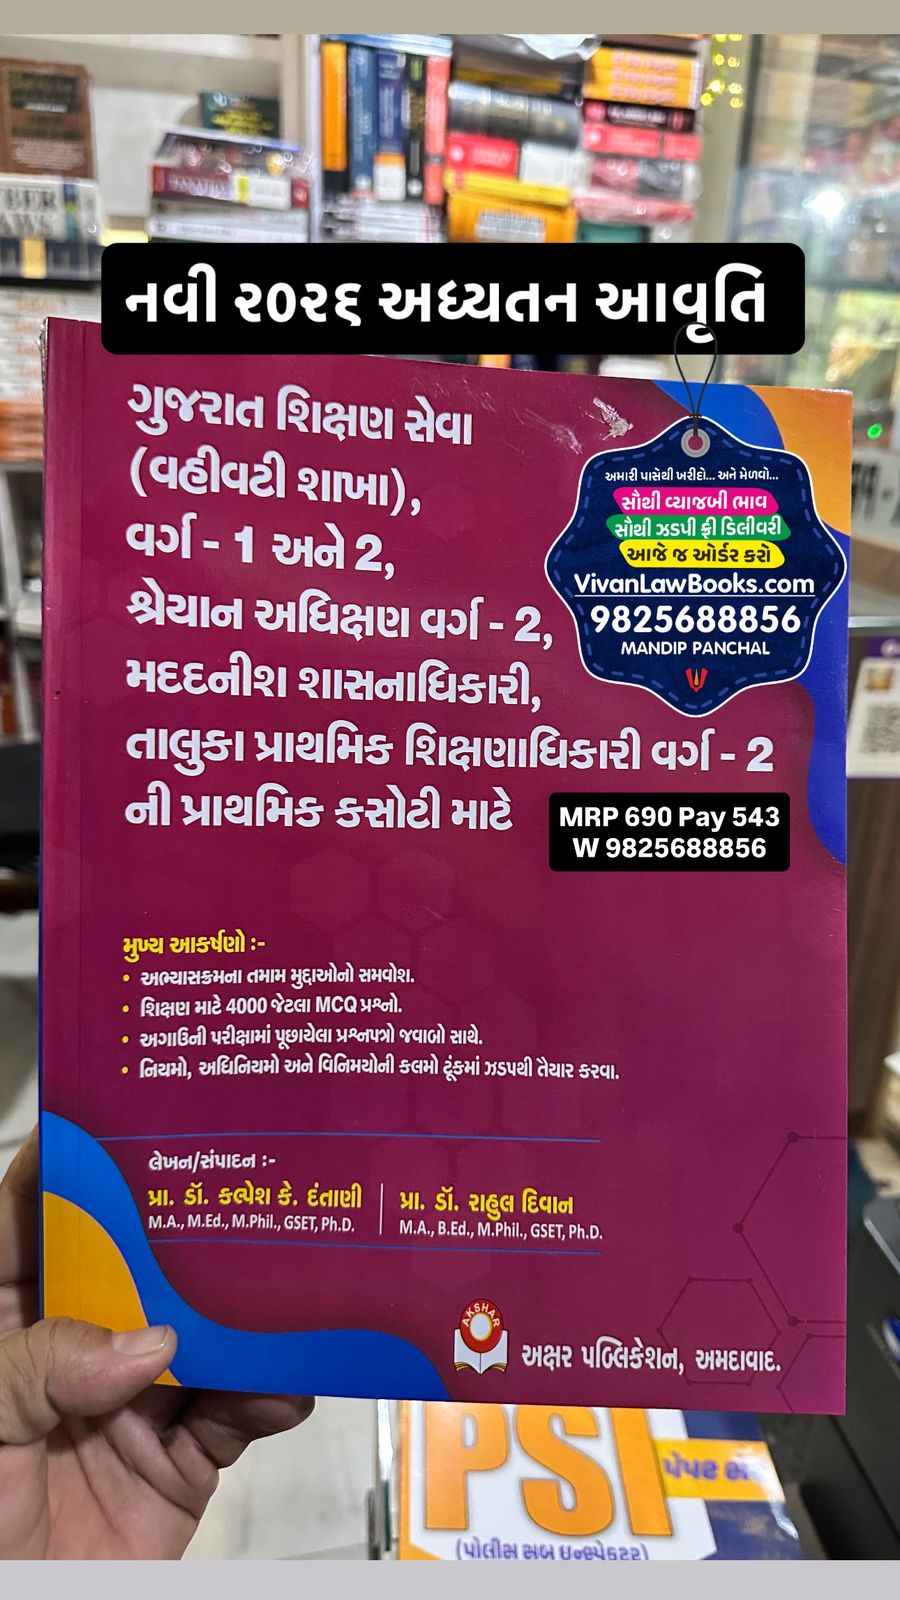 નવી ૨૦૨૬ અધ્યતન આવૃતિ
ગુજરાત શિક્ષણ સેવા
(વહીવટી શાખા),
વર્ગ - 1 અને 2,
શ્રેયાન અધિક્ષણ વર્ગ - 2,
મદદનીશ શાસનાધિકારી,
તાલુકા પ્રાથમિક શિક્ષણાધિકારી વર્ગ - 2
ની પ્રાથમિક કસોટી માટે
અમારી પાસેથી ખરીદો... અને મેળવો...
સૌથી વ્યાજબી ભાવ
સૌથી ઝડપી ફ્રી ડિલીવરી
આજે જ ઓર્ડર કરો
VivanLawBooks.com
9825688856
MANDIP PANCHAL
MRP 690 Pay 543
W 9825688856
મુખ્ય આકર્ષણો :-
• અભ્યાસક્રમના તમામ મુદ્દાઓનો સમવોશ.
• શિક્ષણ માટે 4000 જેટલા MCQ પ્રશ્નો.
• અગાઉની પરીક્ષામાં પૂછાયેલા પ્રશ્નપત્રો જવાબો સાથે.
• નિયમો, અધિનિયમો અને વિનિમયોની કલમો ટૂંકમાં ઝડપથી તૈયાર કરવા.
લેખન/સંપાદન :-
પ્રા. ડૉ. કલ્પેશ કે. દંતાણી
M.A., M.Ed., M.Phil., GSET, Ph.D.
પ્રા. ડૉ. રાહુલ દિવાન
M.A., B.Ed., M.Phil., GSET, Ph.D.
AKSHAR
અક્ષર પબ્લિકેશન, અમદાવાદ.
PSI
પેપર
(પોલીસ સબ ઇન્સ્પેક્ટર)